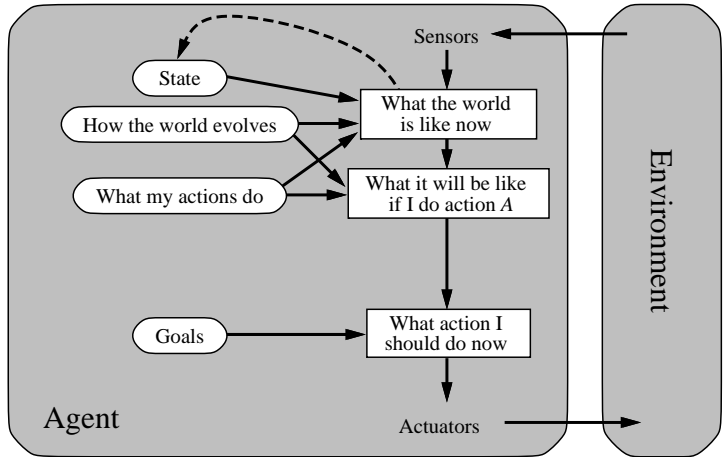 Sensors
State
What the world
is like now
How the world evolves
What my actions do
What it will be like
if I do action A
Goals
What action I
should do now
Agent
Actuators
Environment